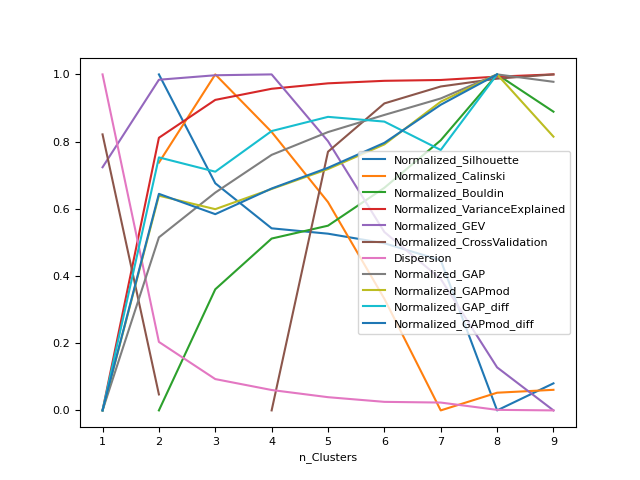 1.0
0.8
0.6
0.4
0.2
0.0
Normalized_Silhouette
Normalized_Calinski
Normalized_Bouldin
Normalized_VarianceExplained
Normalized_GEV
Normalized_CrossValidation
Dispersion
Normalized_GAP
Normalized_GAPmod
Normalized_GAP_diff
Normalized_GAPmod_diff
1 2 3 4 5 6 7 8 9
n_Clusters